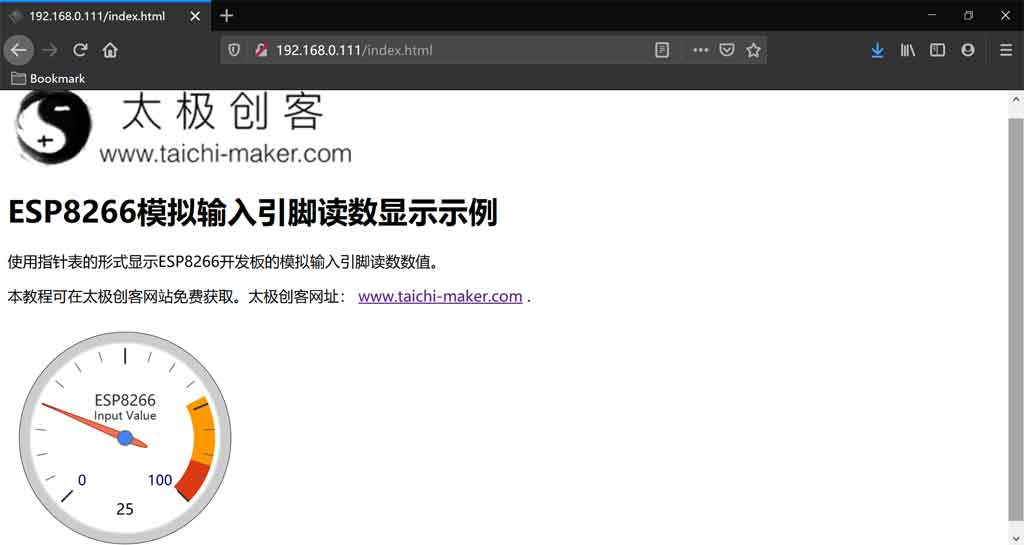 192.168.0.111/index.html
192.168.0.111/index.html
Bookmark
太极创客
www.taichi-maker.com
ESP8266模拟输入引脚读数显示示例
使用指针表的形式显示ESP8266开发板的模拟输入引脚读数数值。
本教程可在太极创客网站免费获取。太极创客网址： www.taichi-maker.com .
ESP8266
Input Value
0 100
25